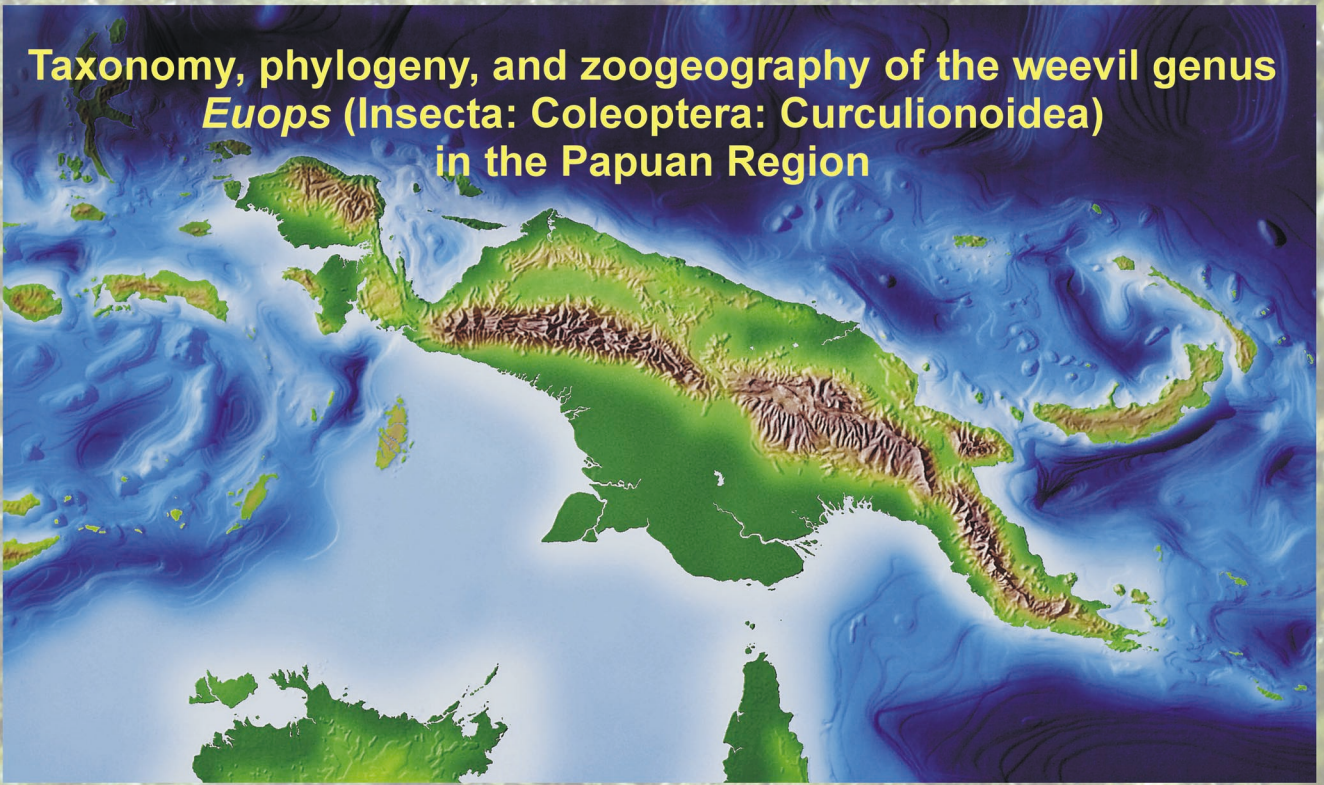 Taxonomy, phylogeny, and zoogeography of the weevil genus
Euops (Insecta: Coleoptera: Curculionoidea)
in the Papuan Region